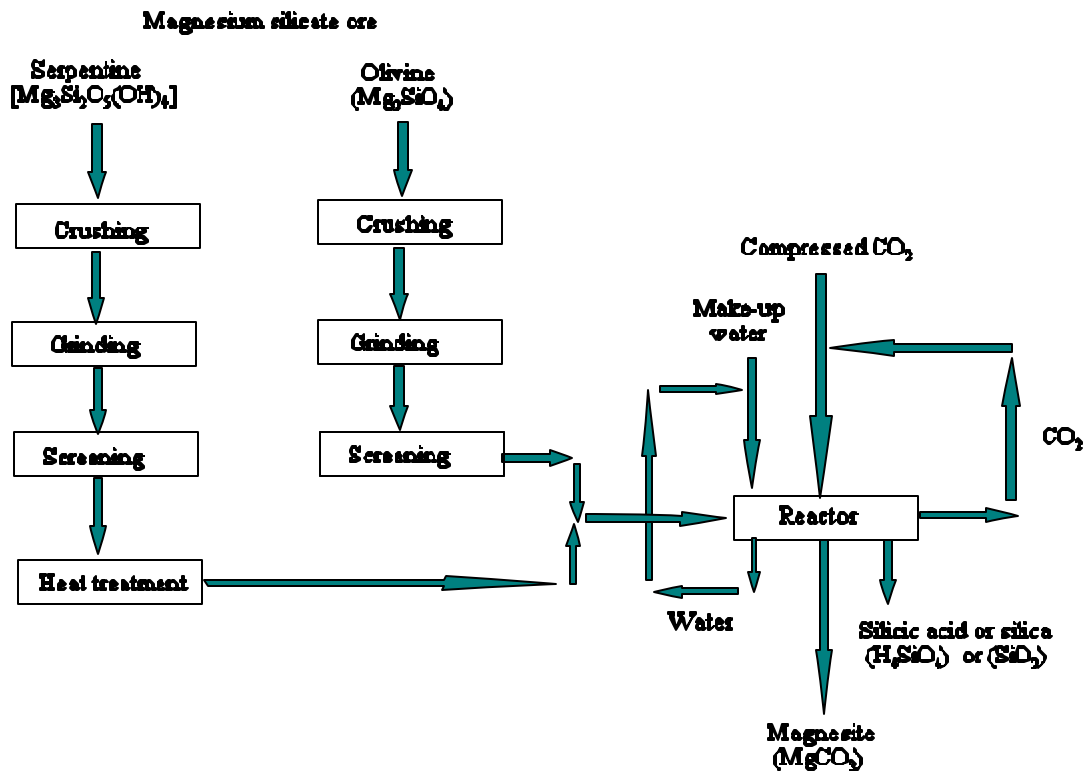 Magnesium silicate ore
Serpentine
[Mg₃Si₂O₅(OH)₄]
Olivine
(Mg₂SiO₄)
Crushing
Crushing
Grinding
Grinding
Screening
Screening
Heat treatment
Compressed CO₂
Make-up
water
CO₂
Reactor
Water
Silicic acid or silica
(H₄SiO₄) or (SiO₂)
Magnesite
(MgCO₃)